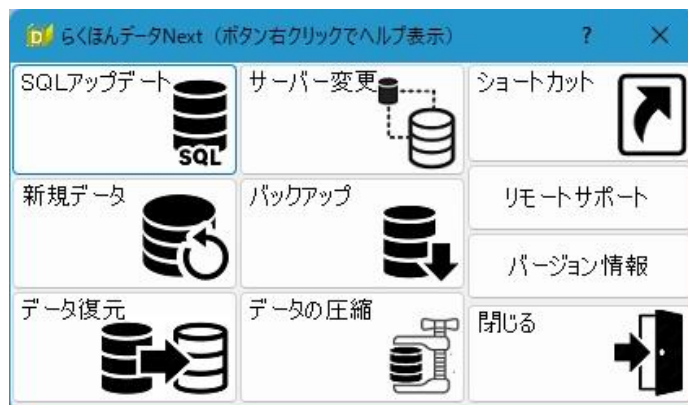 らくほんデータNext（ボタン右クリックでヘルプ表示）
SQLアップデート
SQL
サーバー変更
ショートカット
新規データ
バックアップ
リモートサポート
バージョン情報
データ復元
データの圧縮
閉じる